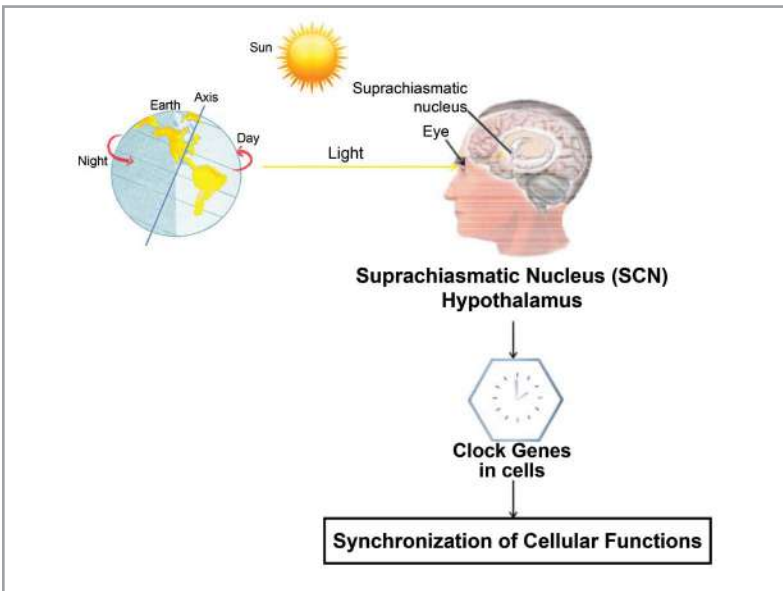 Sun
Suprachiasmatic
nucleus
Earth
Axis
Eye
Day
Night
Light
Suprachiasmatic Nucleus (SCN)
Hypothalamus
Clock Genes
in cells
Synchronization of Cellular Functions